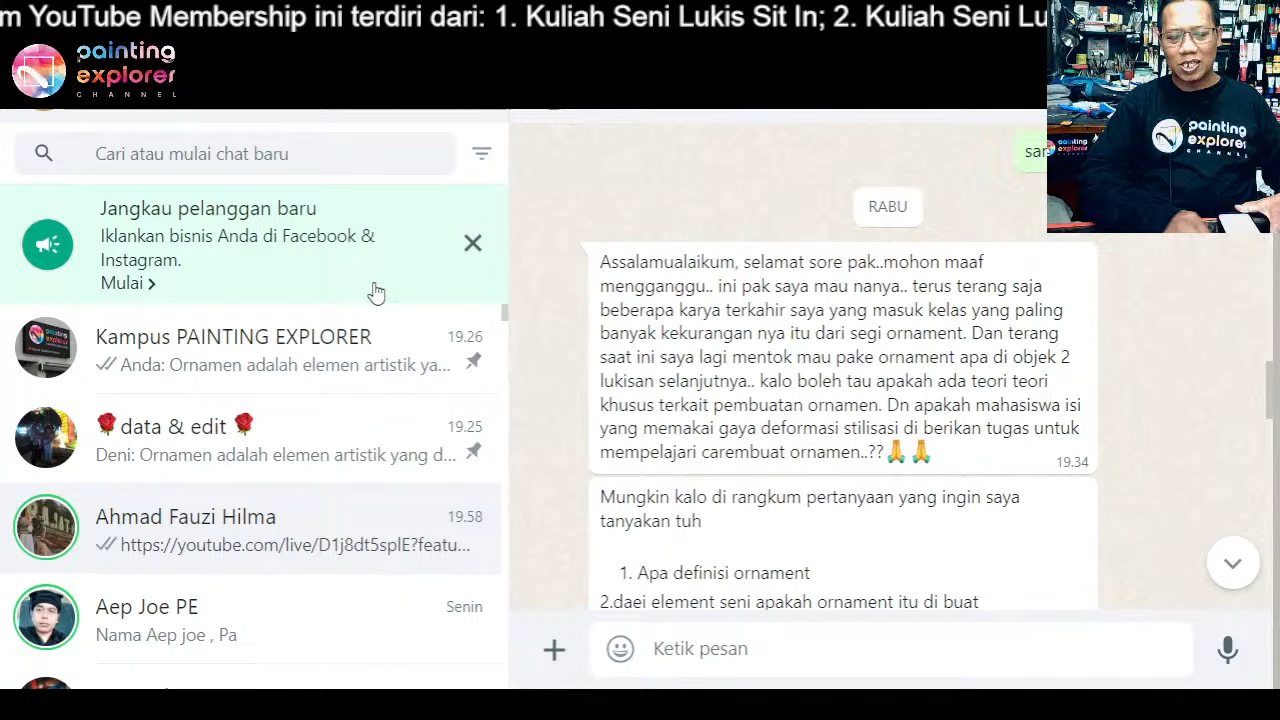 m YouTube Membership ini terdiri dari: 1. Kuliah Seni Lukis Sit In; 2. Kuliah Seni Lu
painting
explorer
CHANNEL
Cari atau mulai chat baru
Jangkau pelanggan baru
Iklankan bisnis Anda di Facebook &
Instagram.
Mulai
Kampus PAINTING EXPLORER
19.26
Anda: Ornamen adalah elemen artistik ya...
🌹data & edit🌹
19.25
Deni: Ornamen adalah elemen artistik yang d...
Ahmad Fauzi Hilma
19.58
https://youtube.com/live/D1j8dt5splE?featu...
Aep Joe PE
Senin
Nama Aep joe , Pa
RABU
Assalamualaikum, selamat sore pak..mohon maaf
mengganggu.. ini pak saya mau nanya.. terus terang saja
beberapa karya terkahir saya yang masuk kelas yang paling
banyak kekurangan nya itu dari segi ornament. Dan terang
saat ini saya lagi mentok mau pake ornament apa di objek 2
lukisan selanjutnya.. kalo boleh tau apakah ada teori teori
khusus terkait pembuatan ornamen. Dn apakah mahasiswa isi
yang memakai gaya deformasi stilisasi di berikan tugas untuk
mempelajari carembuat ornamen..??🙏🙏
19.34
Mungkin kalo di rangkum pertanyaan yang ingin saya
tanyakan tuh
1. Apa definisi ornament
2.daei element seni apakah ornament itu di buat
Ketik pesan
painting
explorer
CHANNEL
painting
explorer